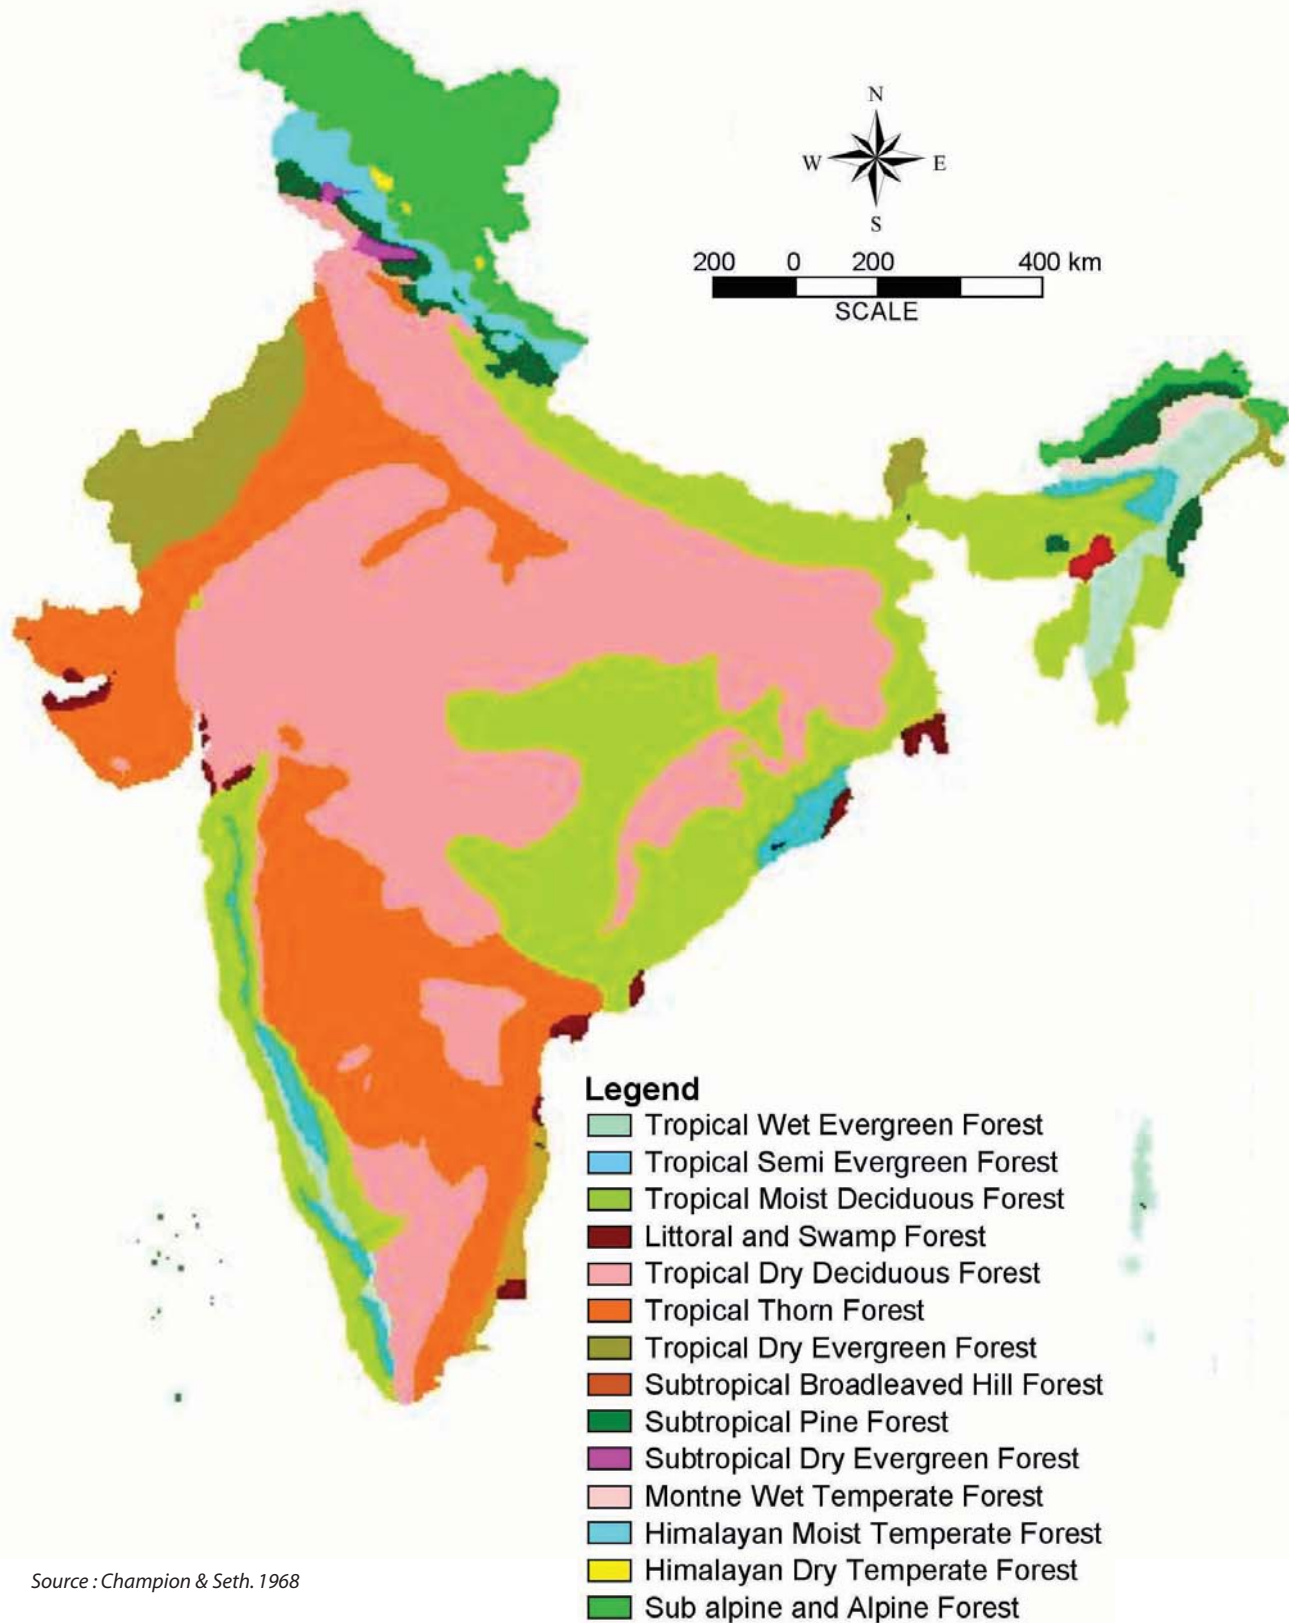 N
W E
S
200 0 200 400 km
SCALE
Legend
Tropical Wet Evergreen Forest
Tropical Semi Evergreen Forest
Tropical Moist Deciduous Forest
Littoral and Swamp Forest
Tropical Dry Deciduous Forest
Tropical Thorn Forest
Tropical Dry Evergreen Forest
Subtropical Broadleaved Hill Forest
Subtropical Pine Forest
Subtropical Dry Evergreen Forest
Montne Wet Temperate Forest
Himalayan Moist Temperate Forest
Himalayan Dry Temperate Forest
Sub alpine and Alpine Forest
Source : Champion & Seth. 1968